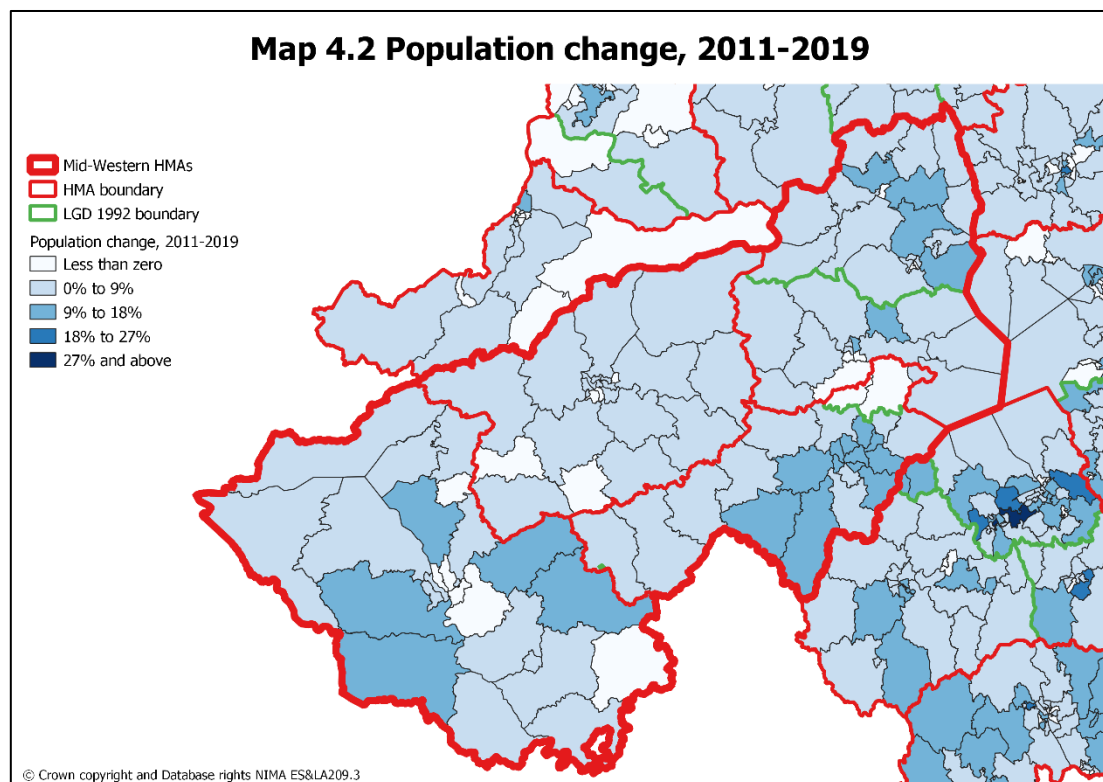 Map 4.2 Population change, 2011-2019
Mid-Western HMAs
HMA boundary
LGD 1992 boundary
Population change, 2011-2019
Less than zero
0% to 9%
9% to 18%
18% to 27%
27% and above
© Crown copyright and Database rights NIMA ES&LA209.3